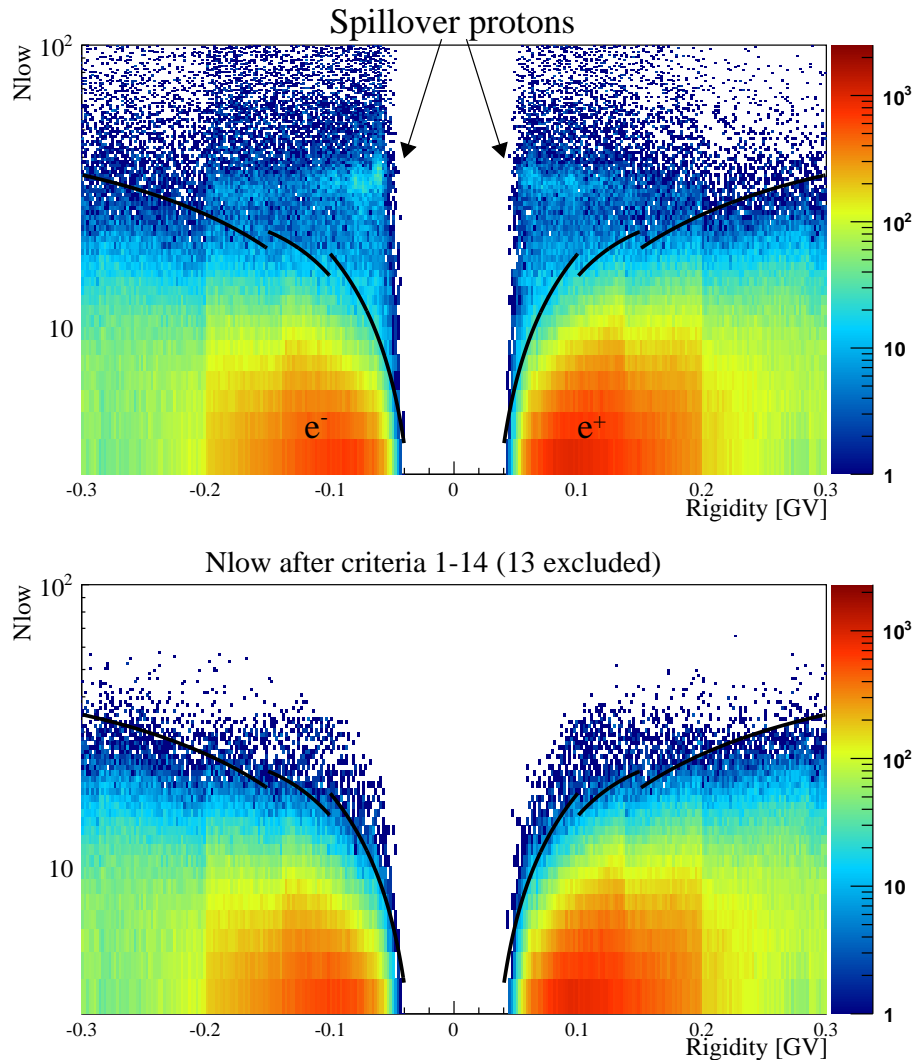 Spillover protons
Nlow
10²
10
e⁻
e⁺
-0.3 -0.2 -0.1 0 0.1 0.2 0.3
Rigidity [GV]
10³
10²
10
1
Nlow after criteria 1-14 (13 excluded)
Nlow
10²
10
-0.3 -0.2 -0.1 0 0.1 0.2 0.3
Rigidity [GV]
10³
10²
10
1